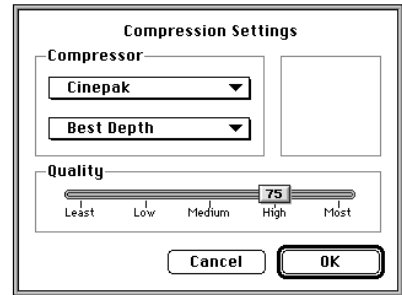 Compression Settings
Compressor
Cinepak
Best Depth
Quality
75
Least Low Medium High Most
Cancel OK